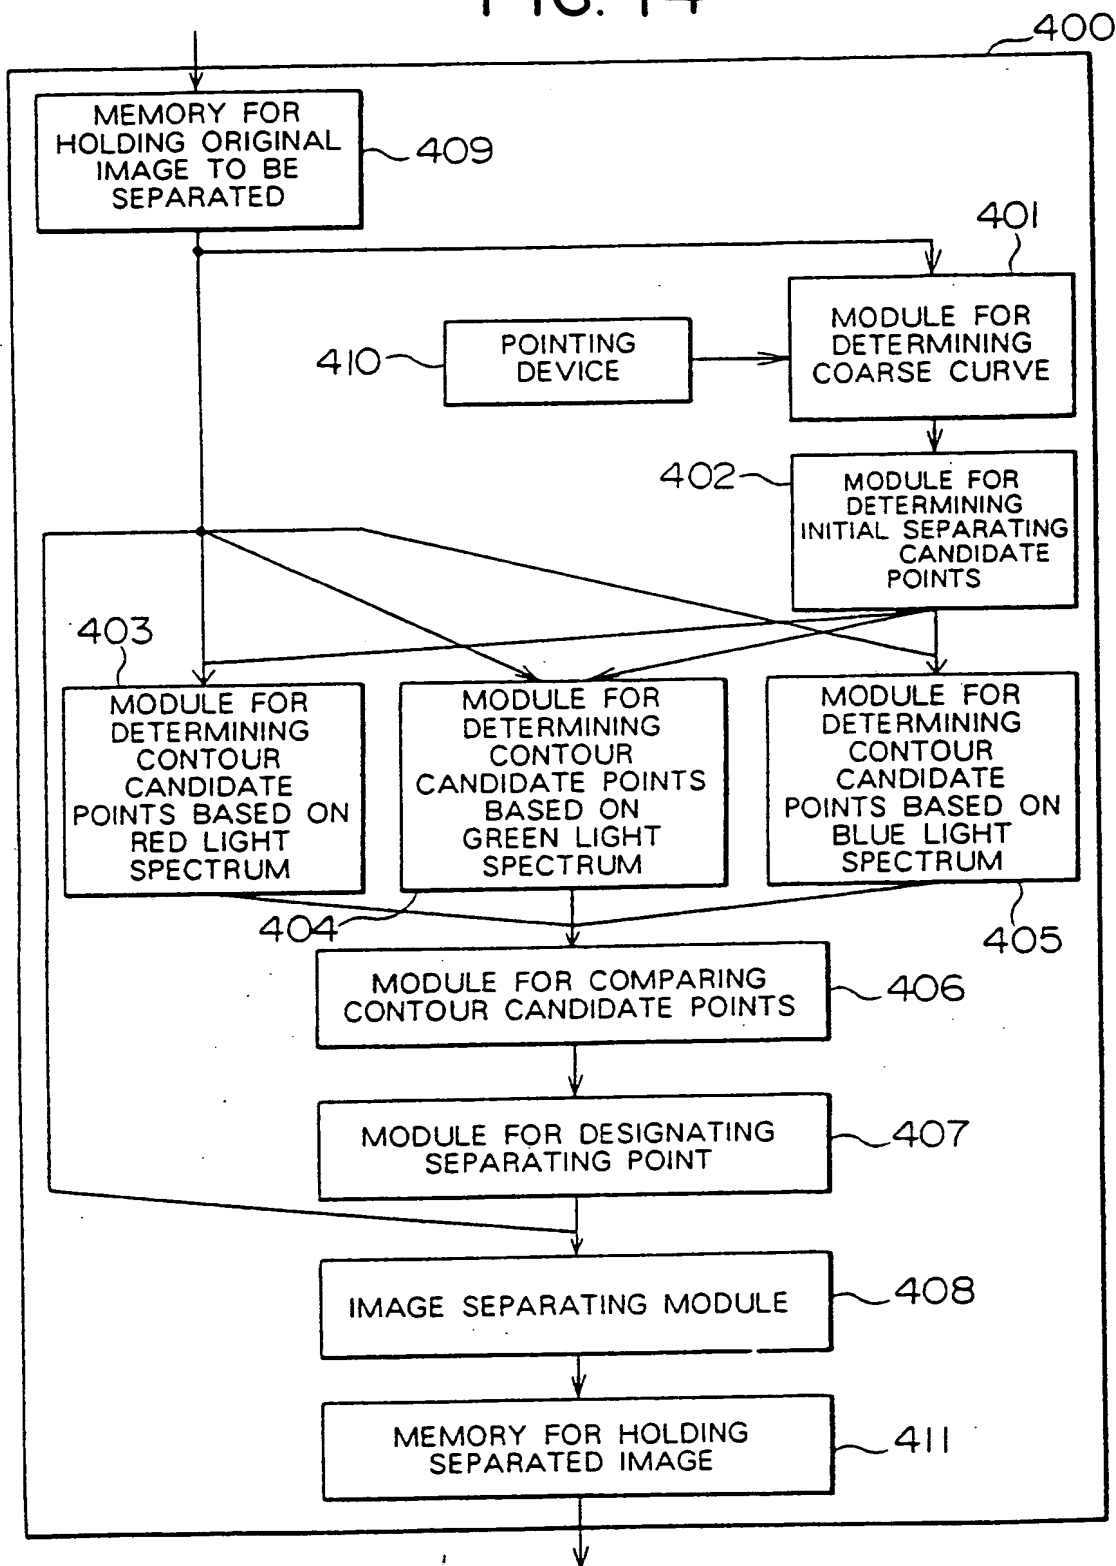 FIG. 14
400
MEMORY FOR
HOLDING ORIGINAL
IMAGE TO BE
SEPARATED
409
401
MODULE FOR
DETERMINING
COARSE CURVE
410
POINTING
DEVICE
402
MODULE FOR
DETERMINING
INITIAL SEPARATING
CANDIDATE
POINTS
403
MODULE FOR
DETERMINING
CONTOUR
CANDIDATE
POINTS BASED ON
RED LIGHT
SPECTRUM
MODULE FOR
DETERMINING
CONTOUR
CANDIDATE POINTS
BASED ON
GREEN LIGHT
SPECTRUM
MODULE FOR
DETERMINING
CONTOUR
CANDIDATE
POINTS BASED ON
BLUE LIGHT
SPECTRUM
404
405
MODULE FOR COMPARING
CONTOUR CANDIDATE POINTS
406
MODULE FOR DESIGNATING
SEPARATING POINT
407
IMAGE SEPARATING MODULE
408
MEMORY FOR HOLDING
SEPARATED IMAGE
411